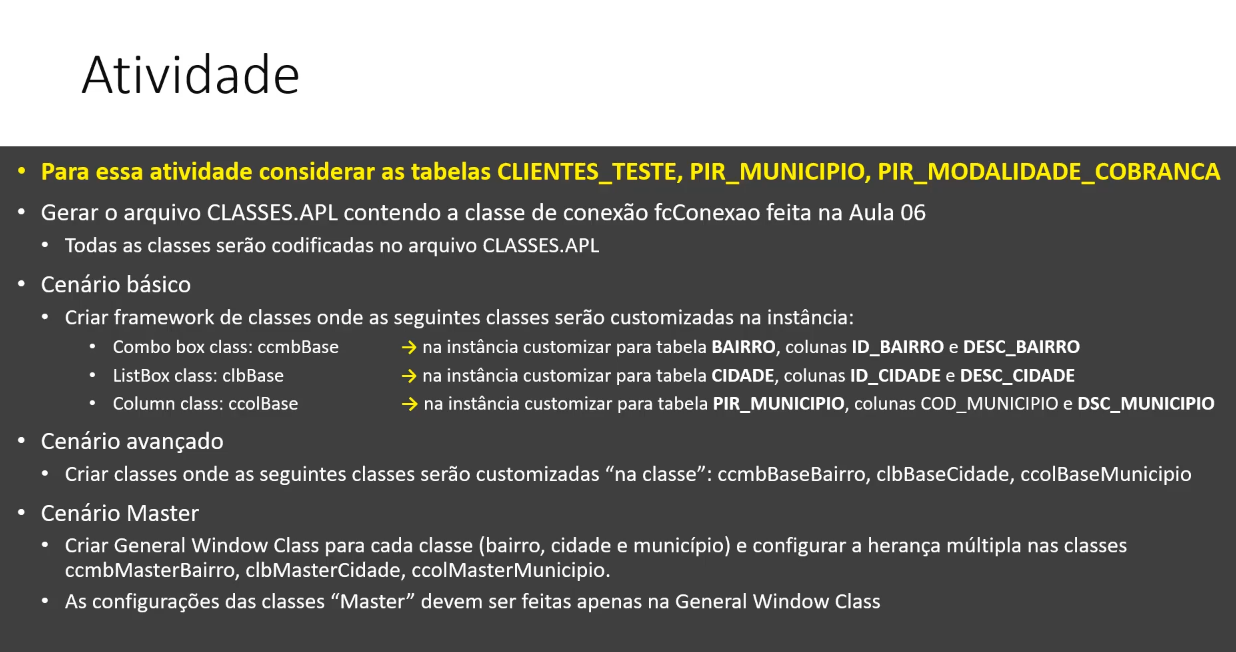 Atividade
• Para essa atividade considerar as tabelas CLIENTES_TESTE, PIR_MUNICIPIO, PIR_MODALIDADE_COBRANCA
• Gerar o arquivo CLASSES.APL contendo a classe de conexão fcConexao feita na Aula 06
• Todas as classes serão codificadas no arquivo CLASSES.APL
• Cenário básico
• Criar framework de classes onde as seguintes classes serão customizadas na instância:
• Combo box class: ccmbBase → na instância customizar para tabela BAIRRO, colunas ID_BAIRRO e DESC_BAIRRO
• ListBox class: clbBase → na instância customizar para tabela CIDADE, colunas ID_CIDADE e DESC_CIDADE
• Column class: ccolBase → na instância customizar para tabela PIR_MUNICIPIO, colunas COD_MUNICIPIO e DSC_MUNICIPIO
• Cenário avançado
• Criar classes onde as seguintes classes serão customizadas “na classe”: ccmbBaseBairro, clbBaseCidade, ccolBaseMunicipio
• Cenário Master
• Criar General Window Class para cada classe (bairro, cidade e município) e configurar a herança múltipla nas classes
ccmbMasterBairro, clbMasterCidade, ccolMasterMunicipio.
• As configurações das classes “Master” devem ser feitas apenas na General Window Class